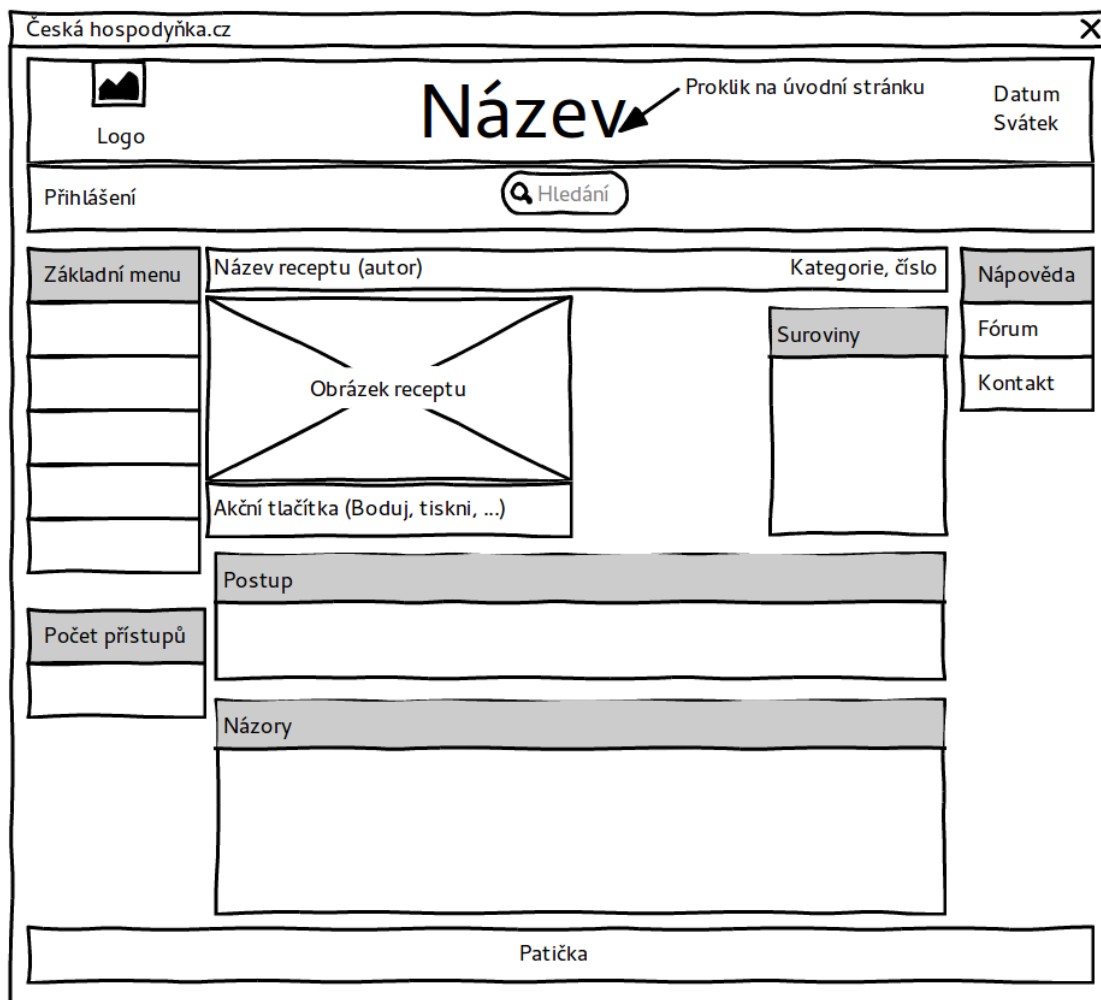 Česká hospodyňka.cz
Logo
Název
Proklik na úvodní stránku
Datum
Svátek
Přihlášení
Hledání
Základní menu
Název receptu (autor)
Kategorie, číslo
Nápověda
Fórum
Kontakt
Obrázek receptu
Suroviny
Akční tlačítka (Boduj, tiskni, ...)
Postup
Počet přístupů
Názory
Patička